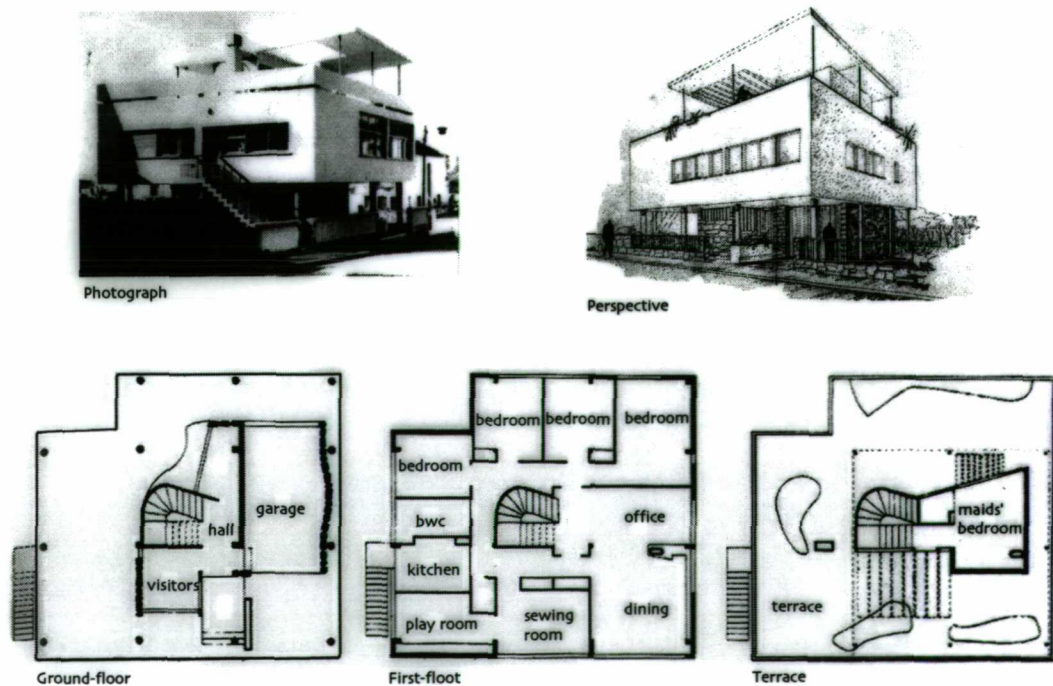 Photograph
Perspective
hall
garage
visitors
Ground-floor
bedroom
bedroom
bedroom
bedroom
bwc
office
kitchen
dining
play room
sewing
room
First-floot
maids'
bedroom
terrace
Terrace